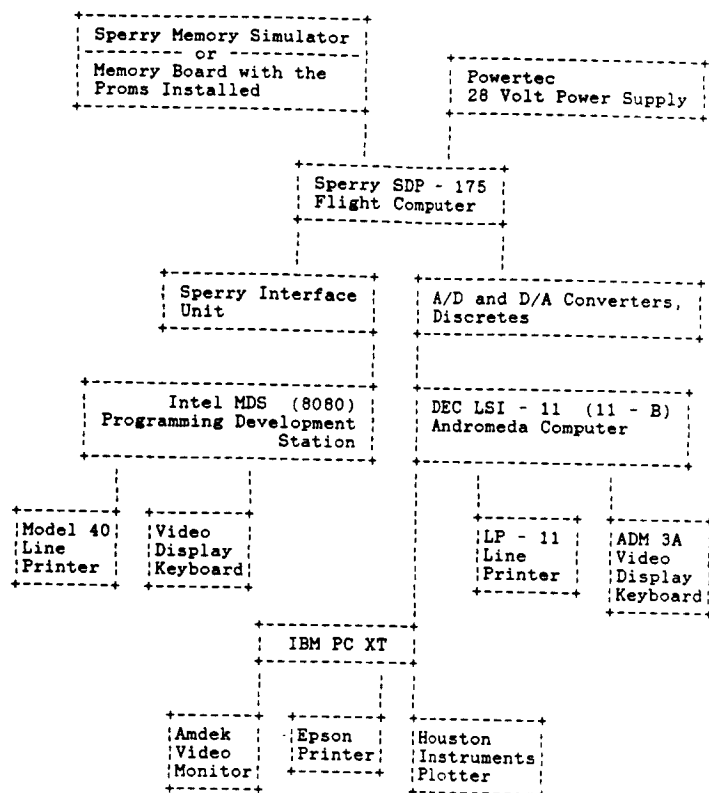 Sperry Memory Simulator
or
Memory Board with the
Proms Installed
Powertec
28 Volt Power Supply
Sperry SDP - 175
Flight Computer
Sperry Interface
Unit
A/D and D/A Converters,
Discretes
Intel MDS (8080)
Programming Development
Station
DEC LSI - 11 (11 - B)
Andromeda Computer
Model 40
Line
Printer
Video
Display
Keyboard
LP - 11
Line
Printer
ADM 3A
Video
Display
Keyboard
IBM PC XT
Amdek
Video
Monitor
Epson
Printer
Houston
Instruments
Plotter